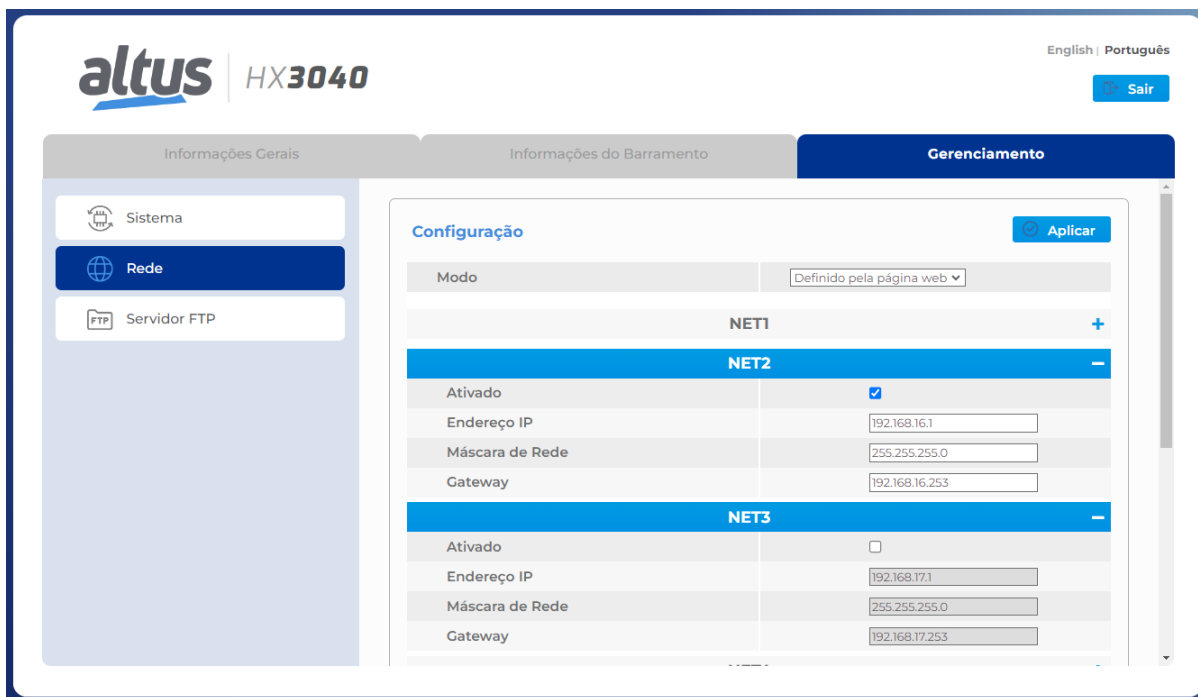 English | Português
altus | HX3040
Sair
Informações Gerais Informações do Barramento Gerenciamento
Sistema
Rede
FTP Servidor FTP
Configuração Aplicar
Modo Definido pela página web
NET1 +
NET2 −
Ativado
Endereço IP 192.168.16.1
Máscara de Rede 255.255.255.0
Gateway 192.168.16.253
NET3 −
Ativado
Endereço IP 192.168.17.1
Máscara de Rede 255.255.255.0
Gateway 192.168.17.253